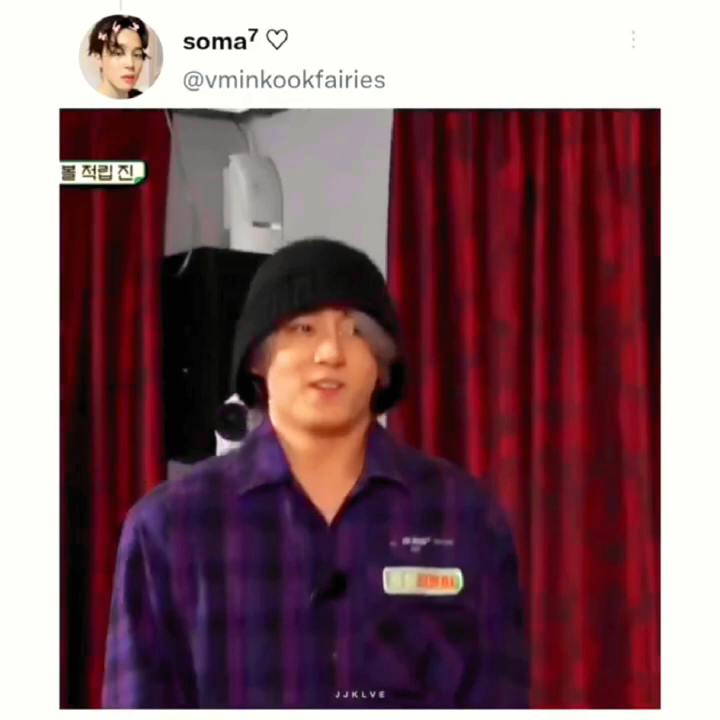 soma⁷ ♡
@vminkookfairies
볼 적립 진
JJKLVE